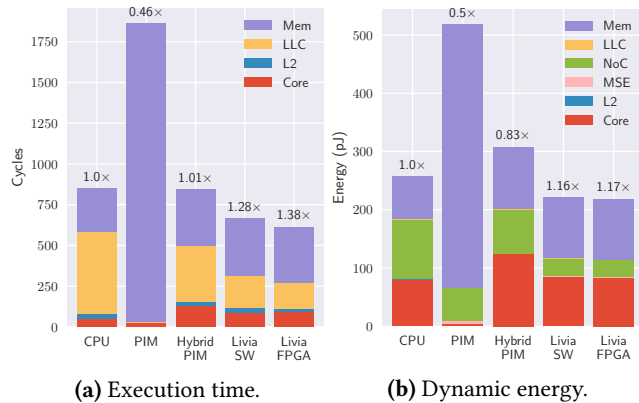 0.46×
1750
1500
1250
1000
750
500
250
0
Cycles
Mem
LLC
L2
Core
1.0×
1.01×
1.28×
1.38×
CPU
PIM
Hybrid
PIM
Livia
SW
Livia
FPGA
(a) Execution time.
0.5×
500
400
300
200
100
0
Energy (pJ)
Mem
LLC
NoC
MSE
L2
Core
1.0×
0.83×
1.16×
1.17×
CPU
PIM
Hybrid
PIM
Livia
SW
Livia
FPGA
(b) Dynamic energy.